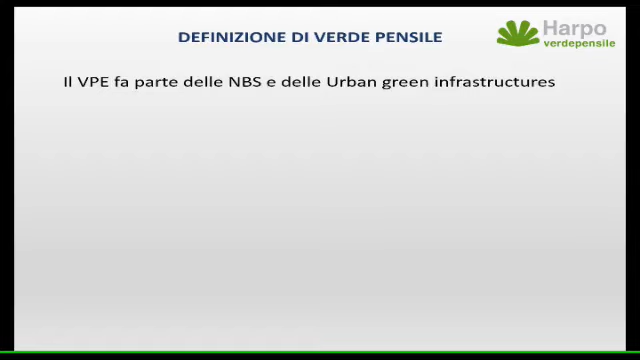 DEFINIZIONE DI VERDE PENSILE
Harpo
verdepensile
Il VPE fa parte delle NBS e delle Urban green infrastructures